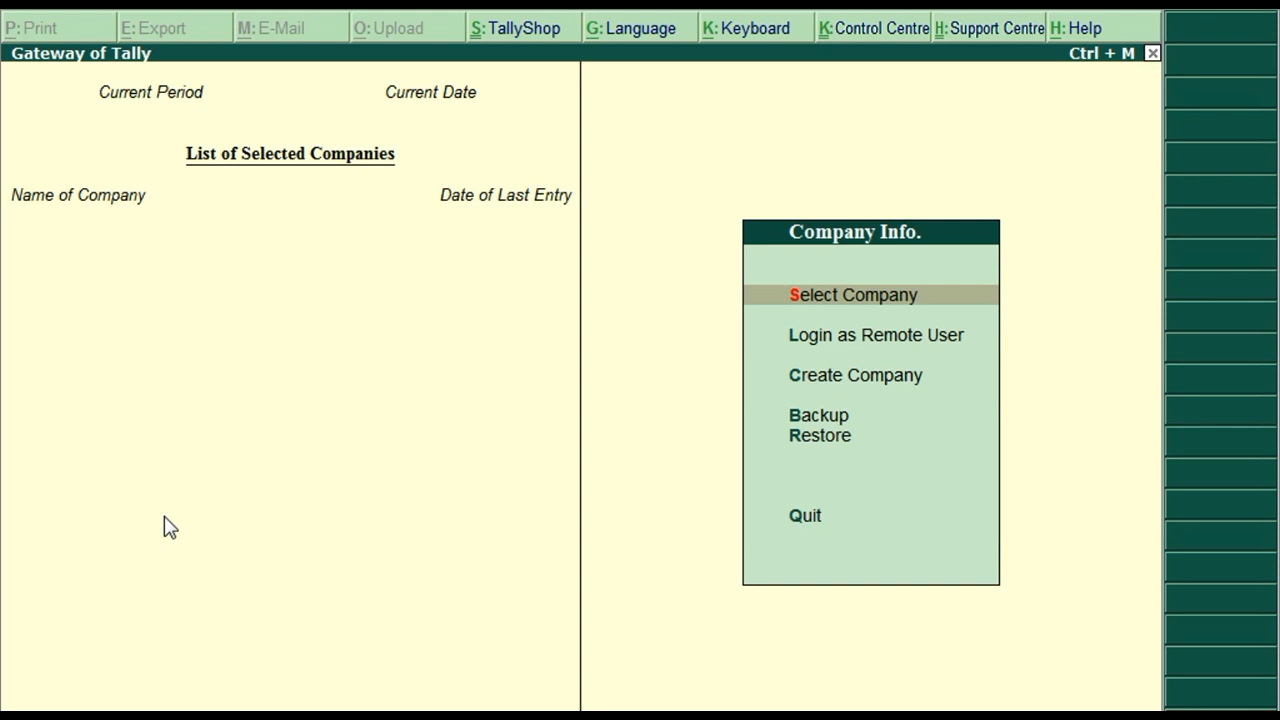 P: Print E: Export M: E-Mail O: Upload S: TallyShop G: Language K: Keyboard K: Control Centre H: Support Centre H: Help
Gateway of Tally Ctrl + M
Current Period Current Date
List of Selected Companies
Name of Company Date of Last Entry
Company Info.
Select Company
Login as Remote User
Create Company
Backup
Restore
Quit